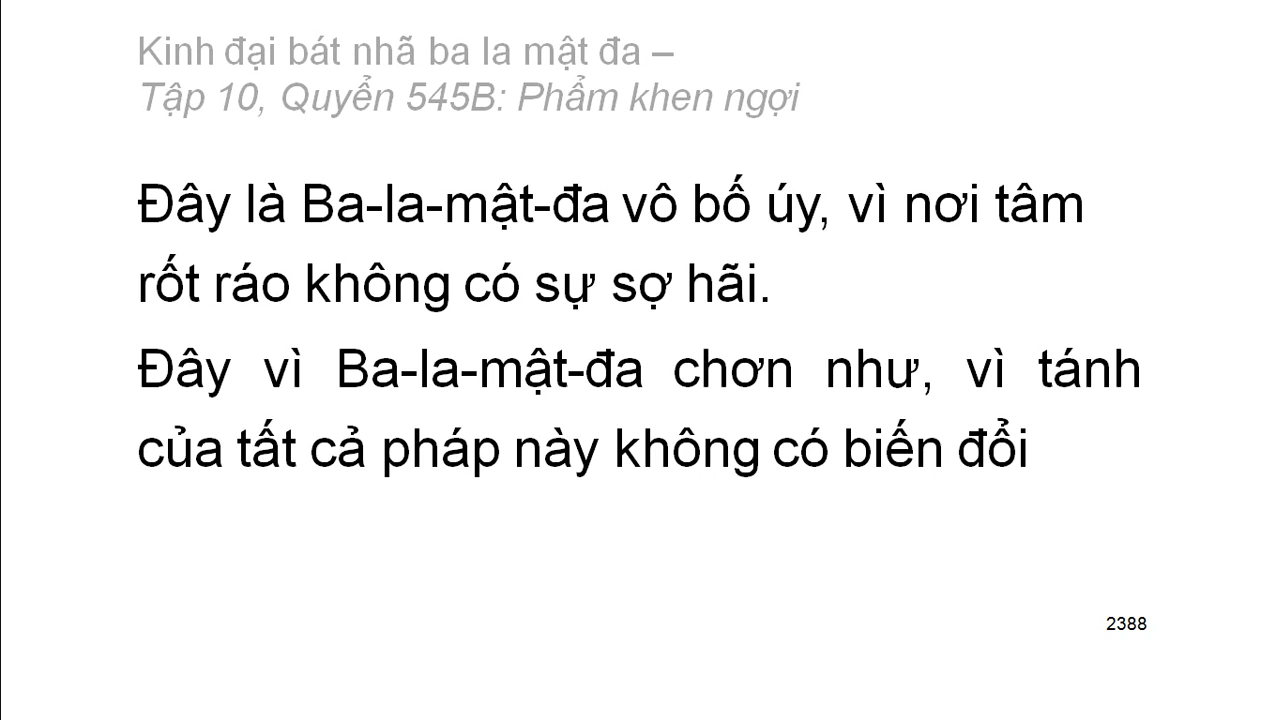 Kinh đại bát nhã ba la mật đa –
Tập 10, Quyển 545B: Phẩm khen ngợi
Đây là Ba-la-mật-đa vô bố úy, vì nơi tâm
rốt ráo không có sự sợ hãi.
Đây vì Ba-la-mật-đa chơn như, vì tánh
của tất cả pháp này không có biến đổi
2388